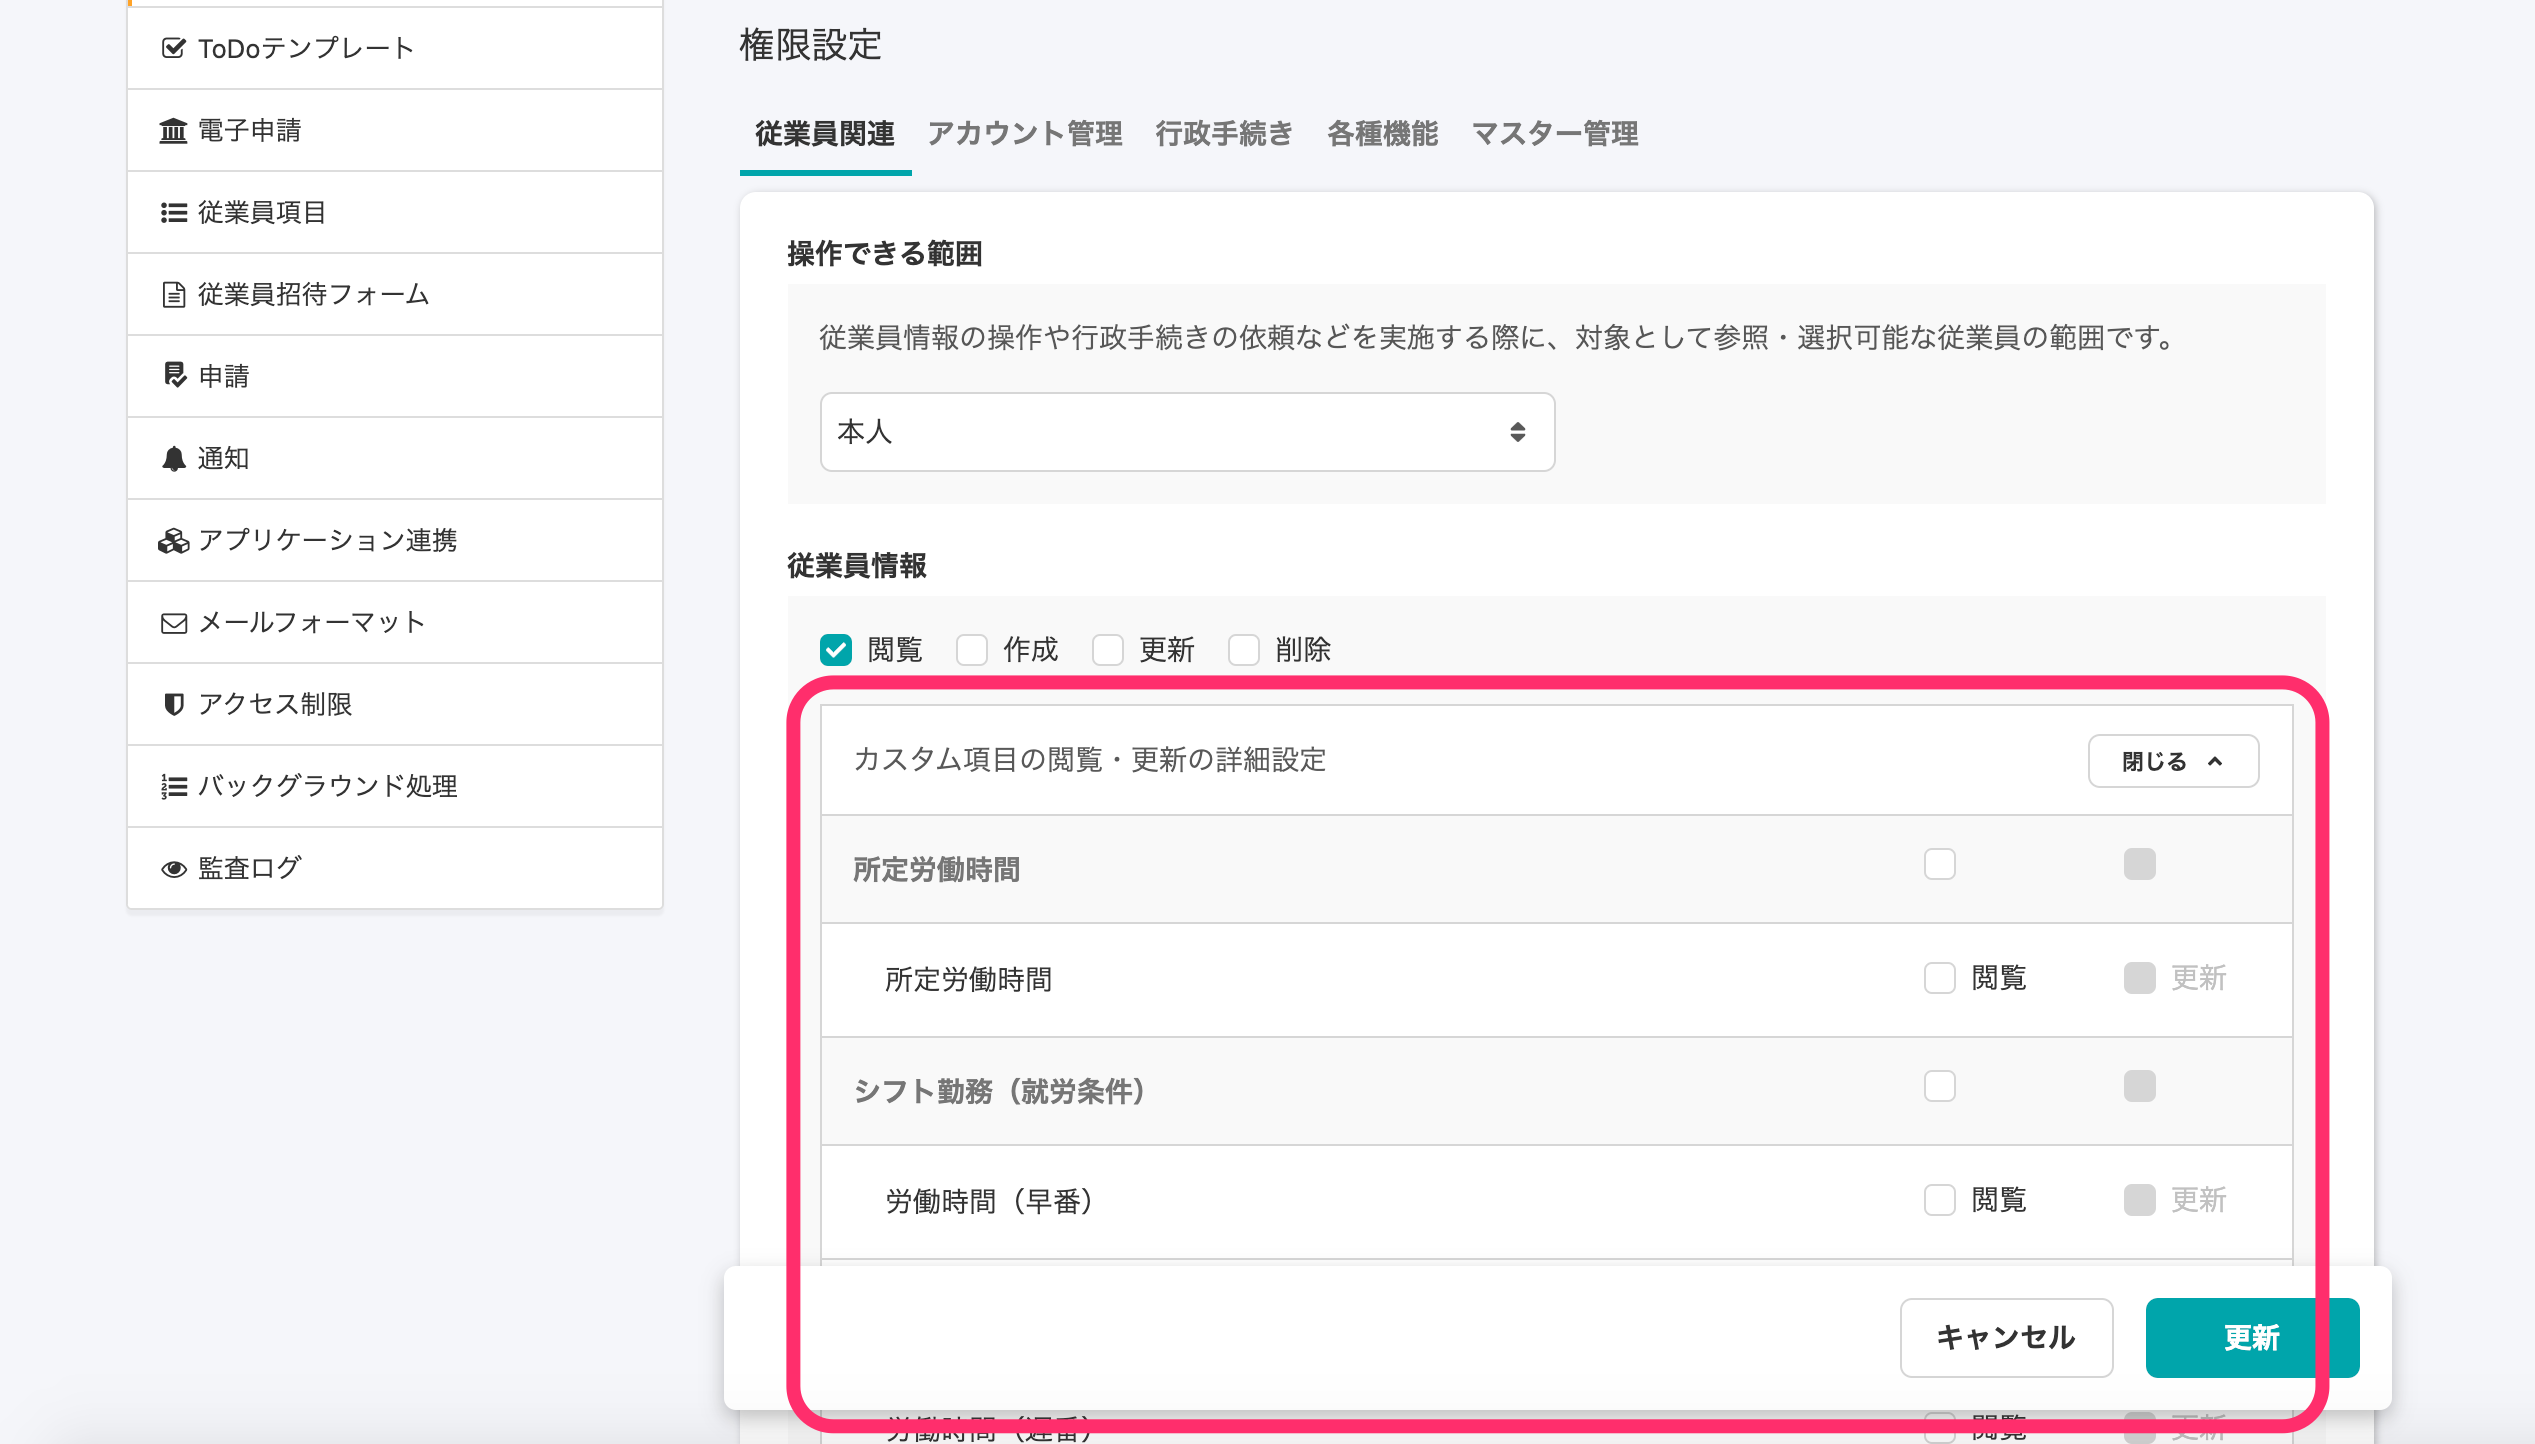 ToDoテンプレート
電子申請
従業員項目
従業員招待フォーム
申請
通知
アプリケーション連携
メールフォーマット
アクセス制限
バックグラウンド処理
監査ログ
権限設定
従業員関連 アカウント管理 行政手続き 各種機能 マスター管理
操作できる範囲
従業員情報の操作や行政手続きの依頼などを実施する際に、対象として参照・選択可能な従業員の範囲です。
本人
従業員情報
閲覧 作成 更新 削除
カスタム項目の閲覧・更新の詳細設定 閉じる
所定労働時間
所定労働時間 閲覧 更新
シフト勤務（就労条件）
労働時間（早番） 閲覧 更新
キャンセル 更新
労働時間（遅番） 閲覧 更新